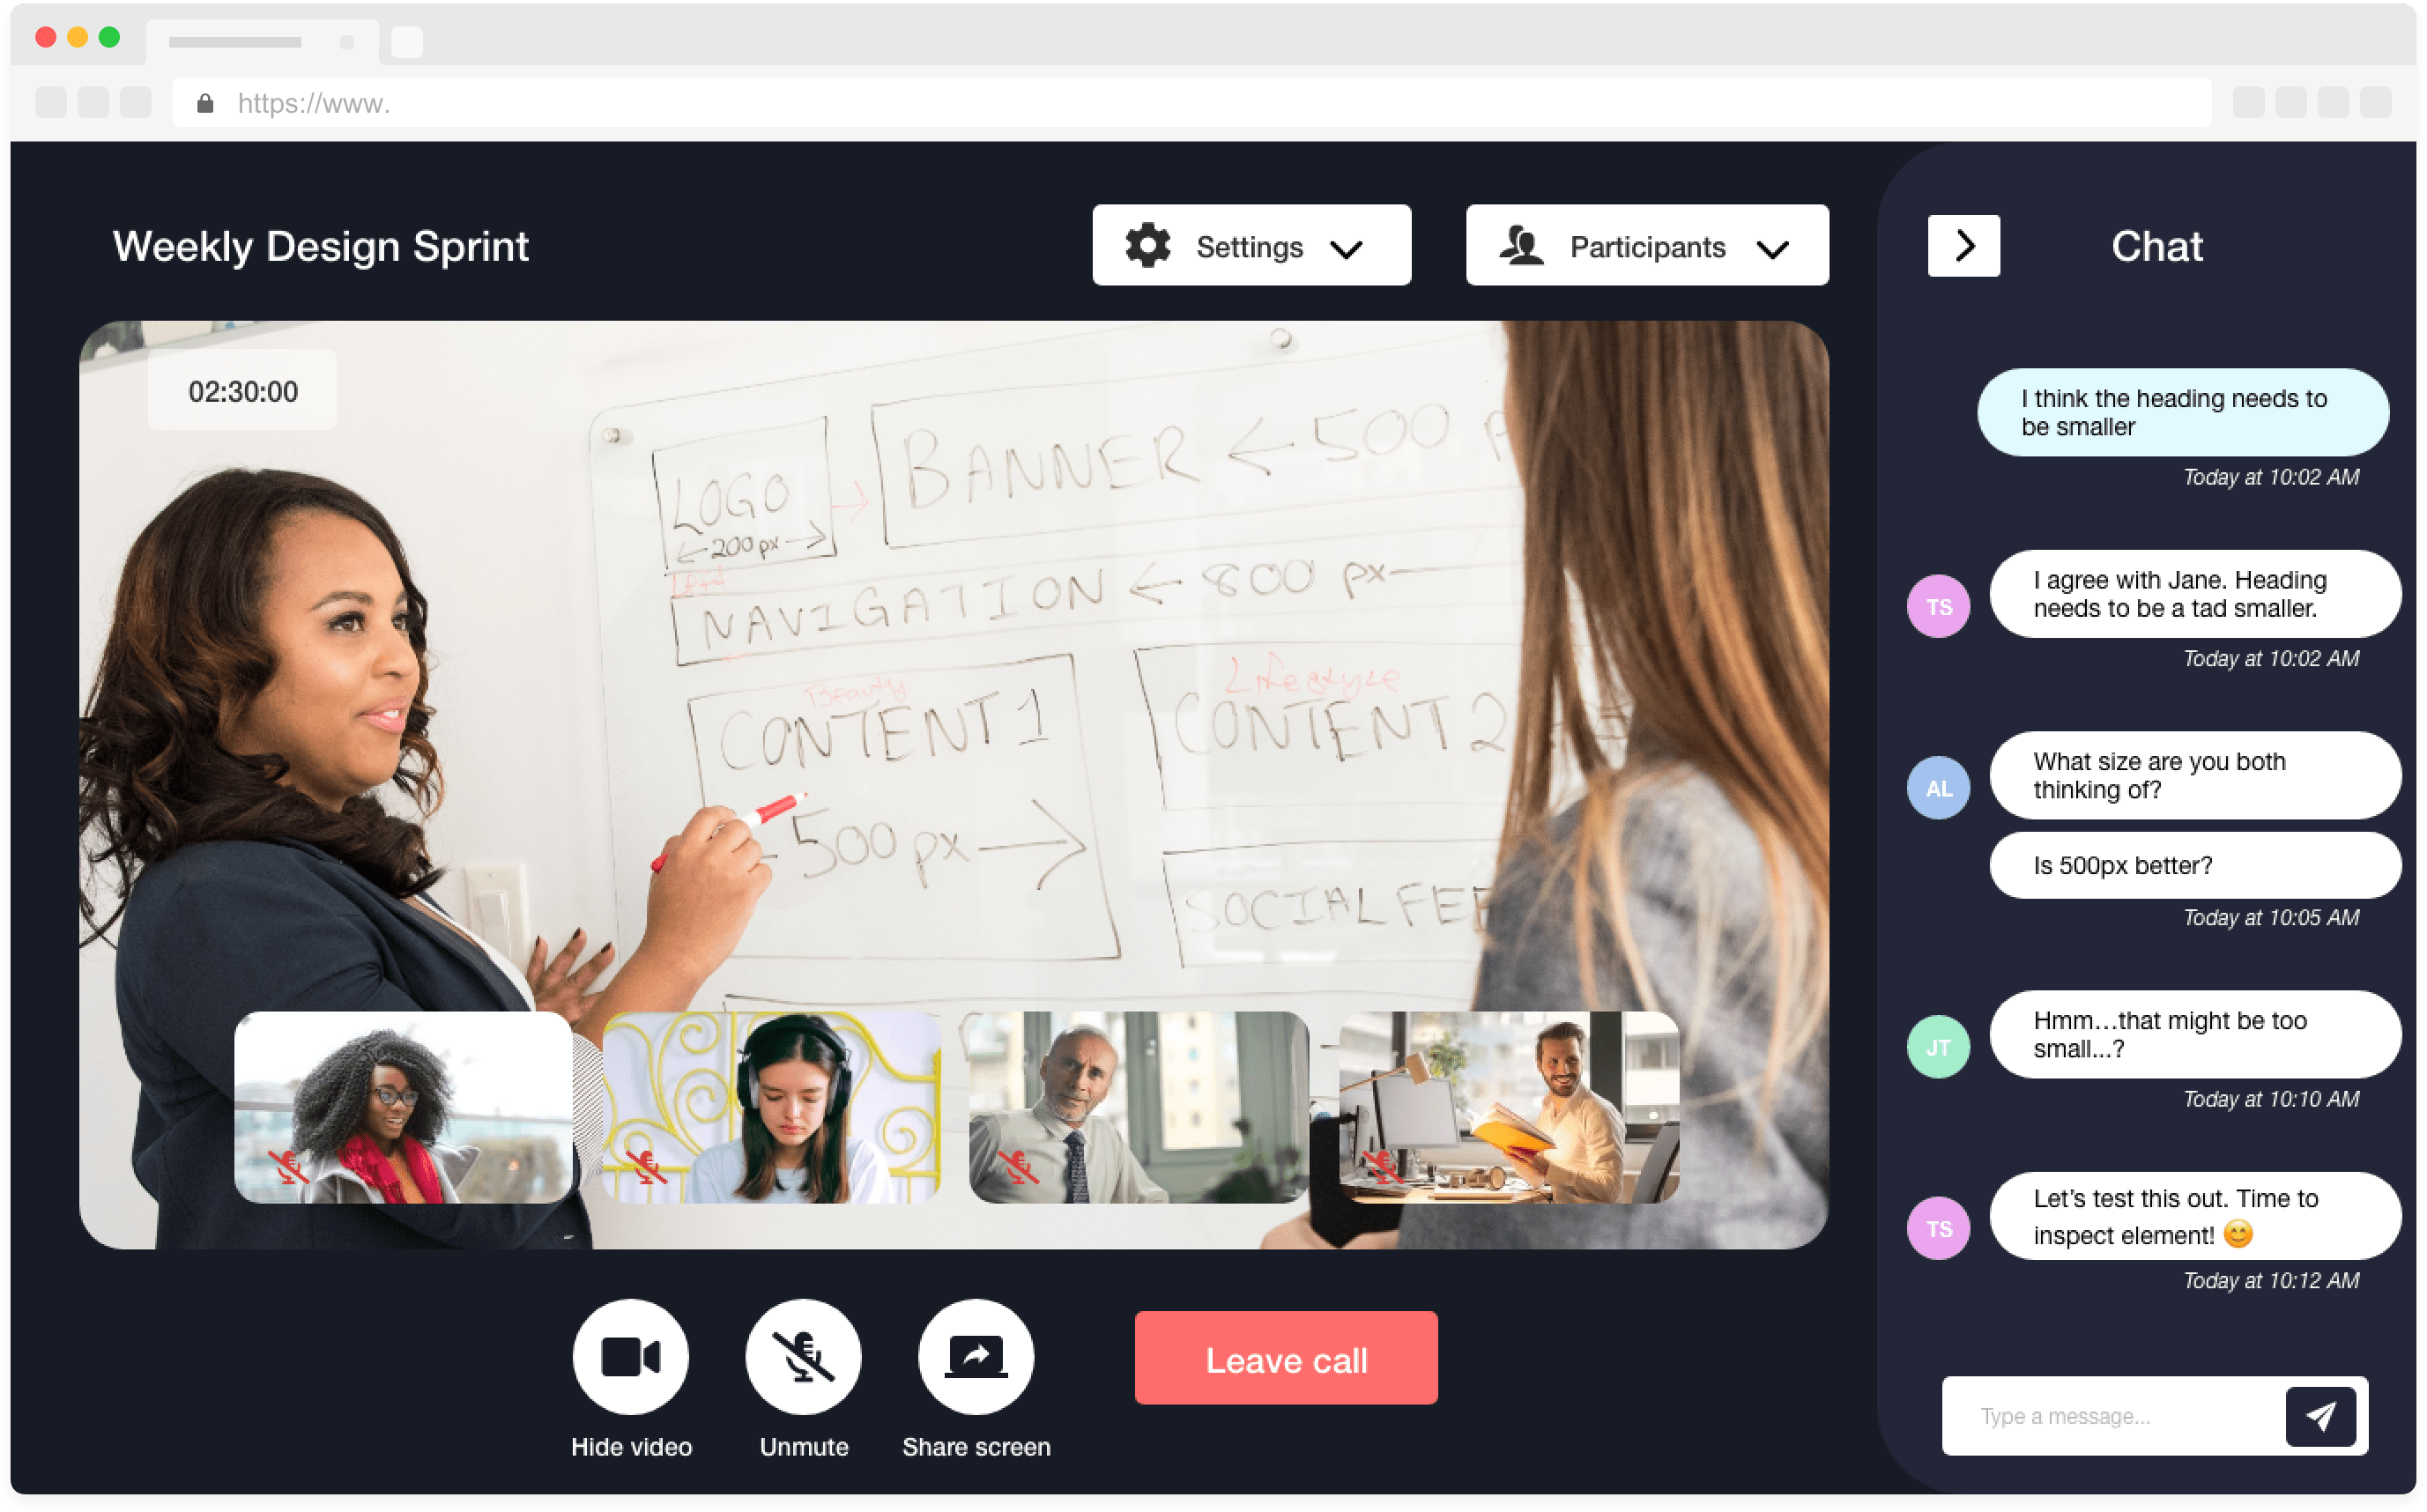 https://www.
Weekly Design Sprint
Settings
Participants
Chat
02:30:00
LOGO
200 px
BANNER ← 500
NAVIGATION ← 800 px
Beauty
CONTENT 1
500 px
Lifestyle
CONTENT 2
SOCIAL FEE
I think the heading needs to
be smaller
Today at 10:02 AM
TS
I agree with Jane. Heading
needs to be a tad smaller.
Today at 10:02 AM
AL
What size are you both
thinking of?
Is 500px better?
Today at 10:05 AM
JT
Hmm...that might be too
small...?
Today at 10:10 AM
TS
Let's test this out. Time to
inspect element! 😊
Today at 10:12 AM
Type a message...
Hide video
Unmute
Share screen
Leave call